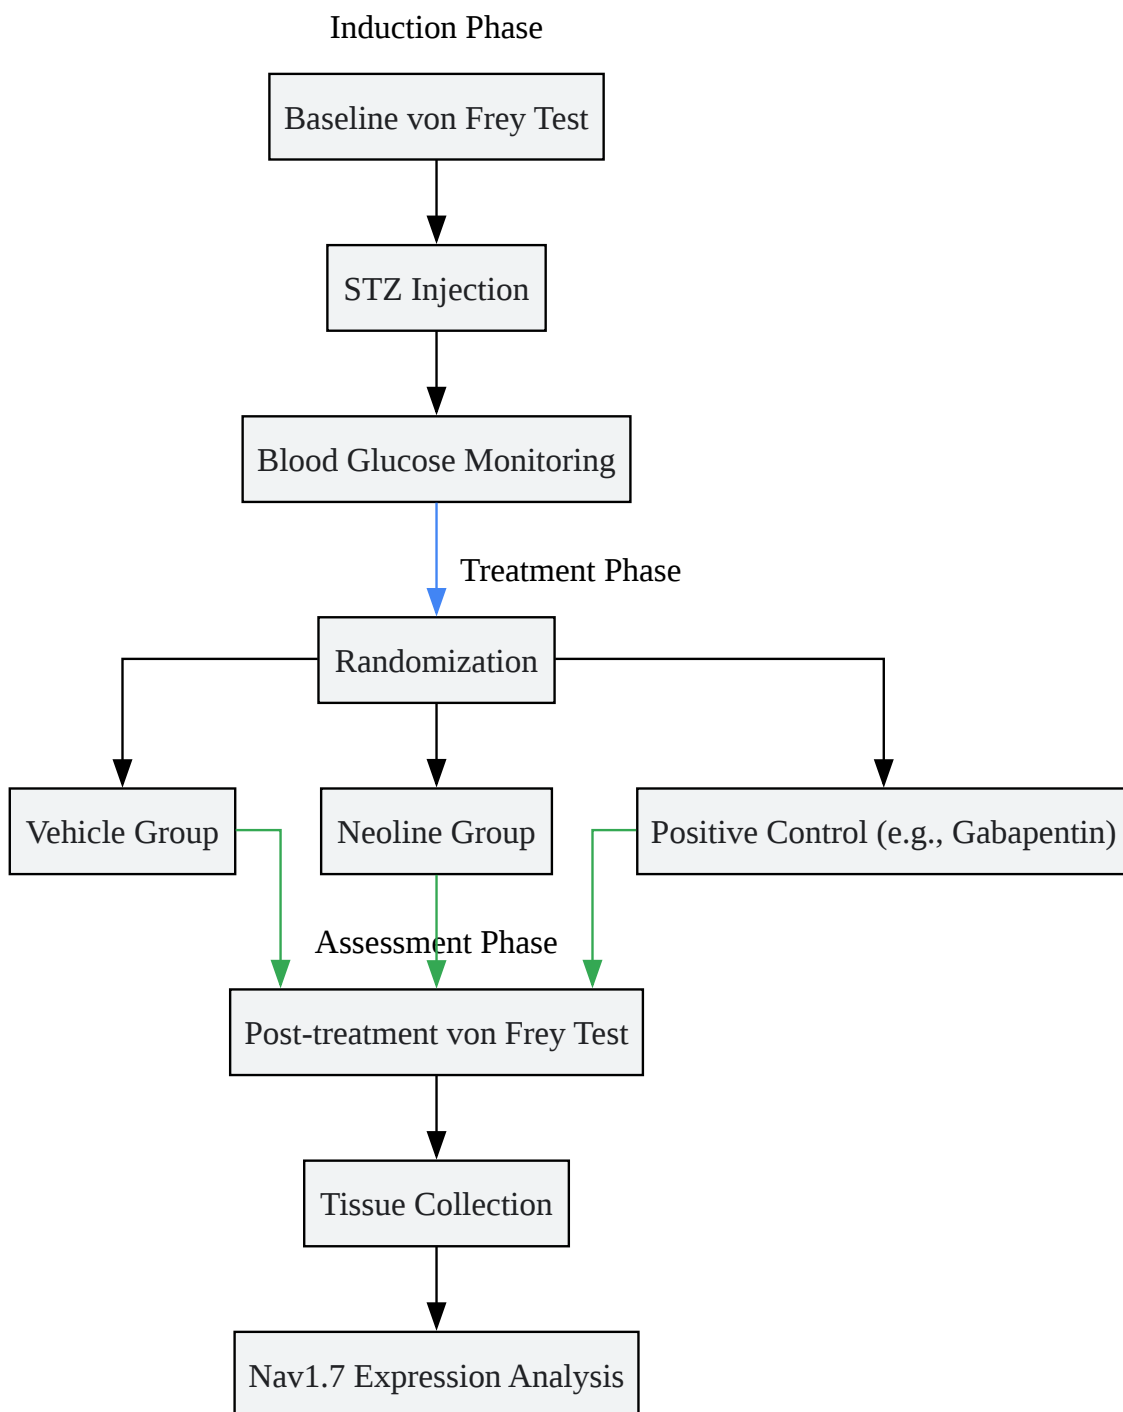 Induction Phase
Baseline von Frey Test
STZ Injection
Blood Glucose Monitoring
Treatment Phase
Randomization
Vehicle Group
Neoline Group
Positive Control (e.g., Gabapentin)
Assessment Phase
Post-treatment von Frey Test
Tissue Collection
Nav1.7 Expression Analysis